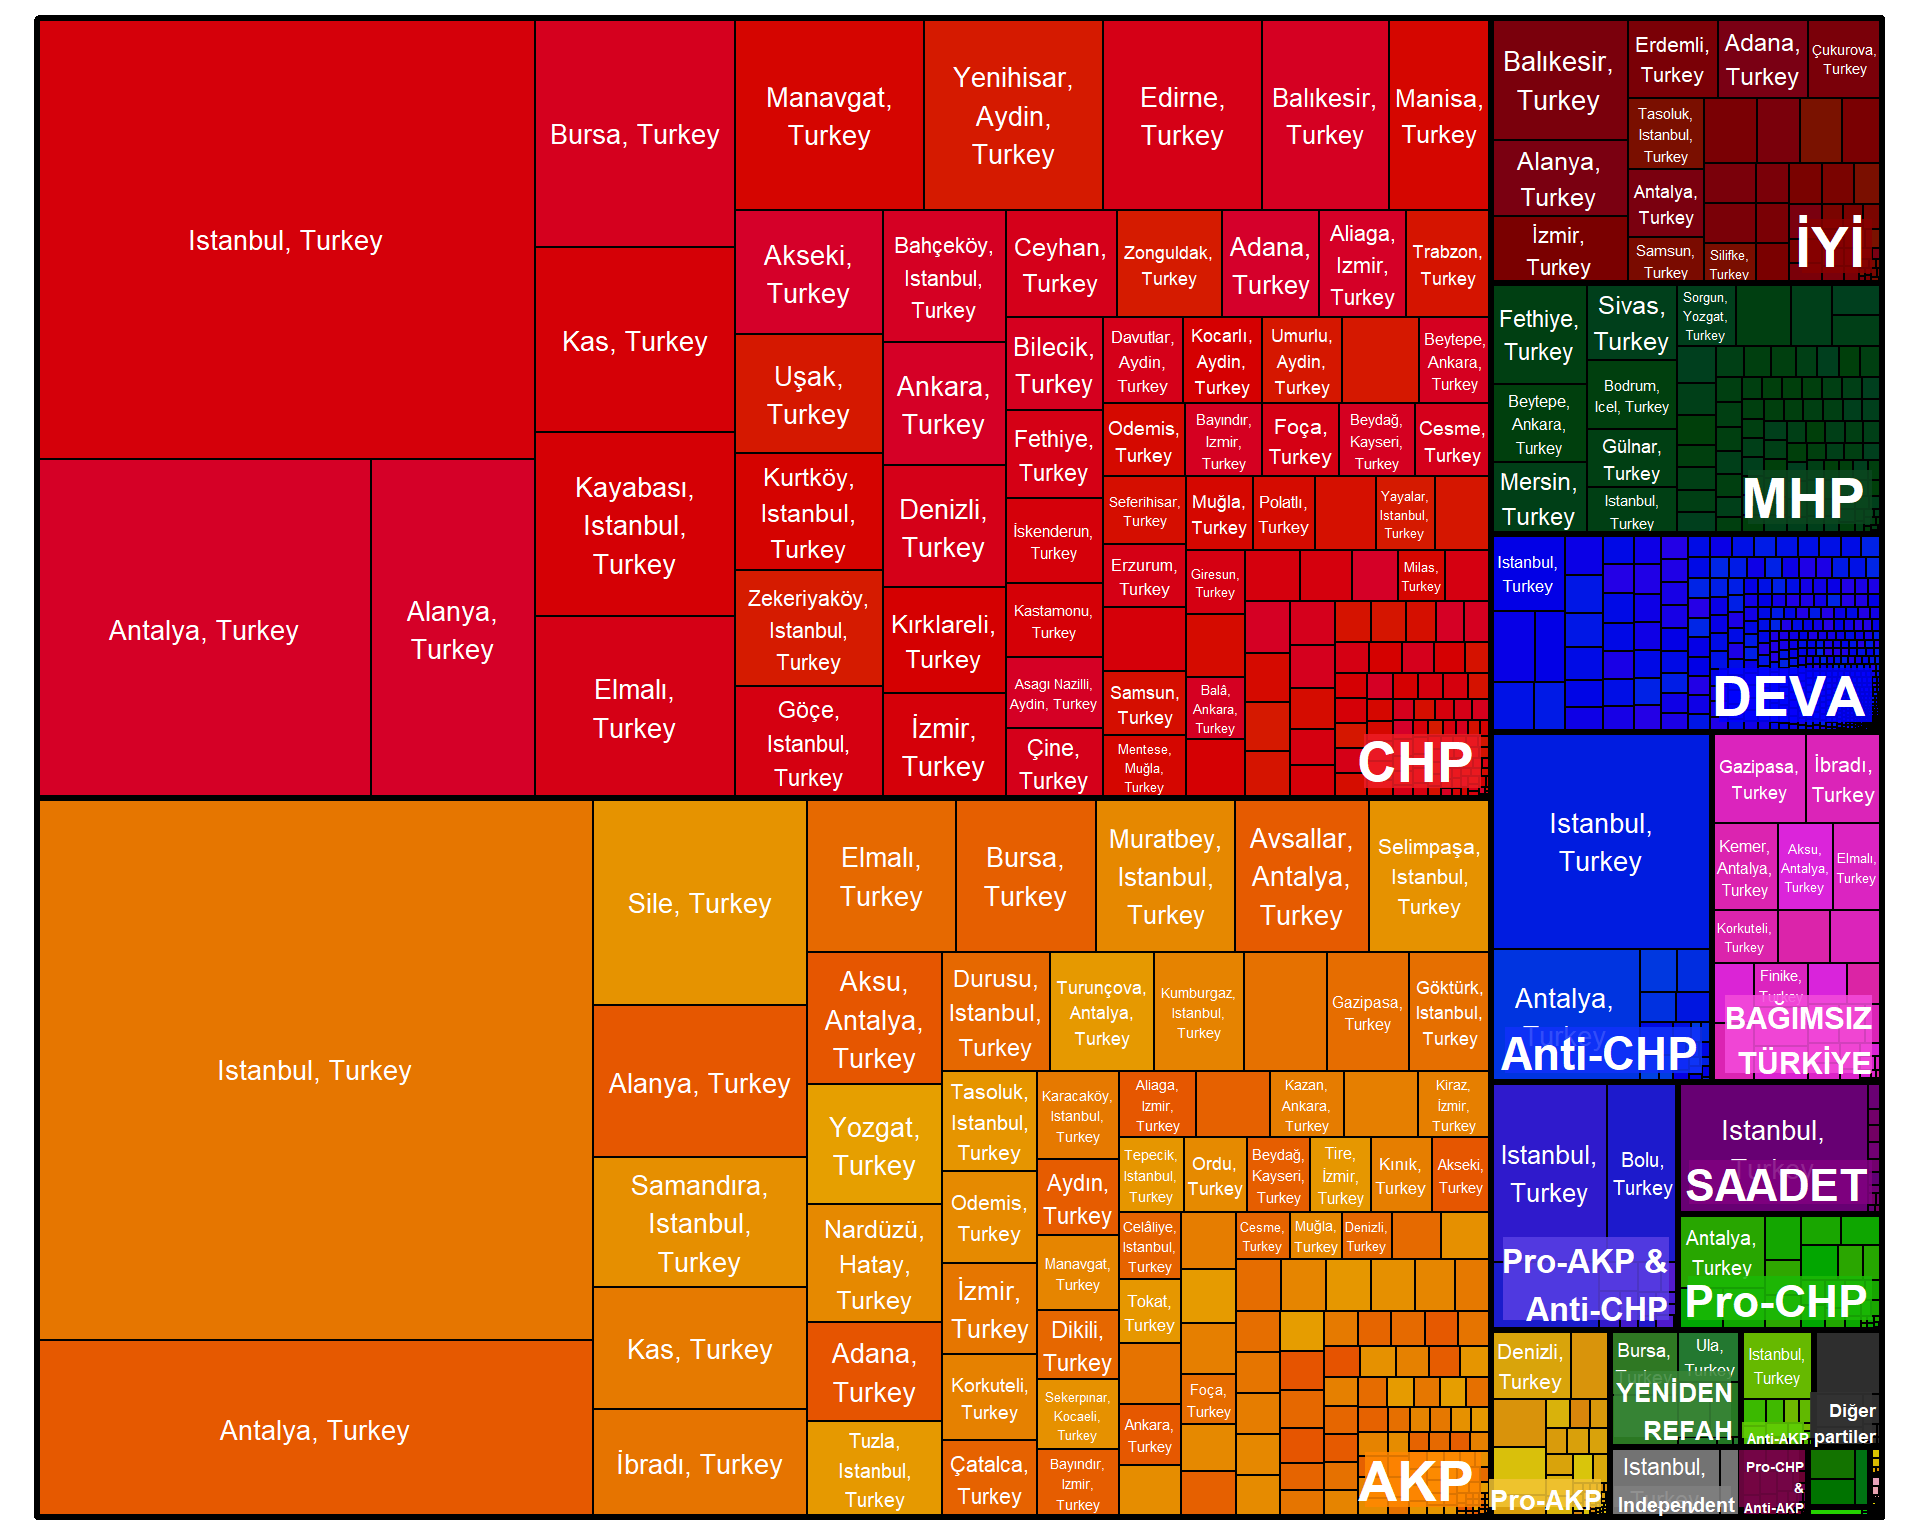 Istanbul, Turkey
Antalya, Turkey
Alanya,
Turkey
Bursa, Turkey
Kas, Turkey
Kayabası,
Istanbul,
Turkey
Elmalı,
Turkey
Manavgat,
Turkey
Yenihisar,
Aydin,
Turkey
Edirne,
Turkey
Balıkesir,
Turkey
Manisa,
Turkey
Akseki,
Turkey
Uşak,
Turkey
Kurtköy,
Istanbul,
Turkey
Zekeriyaköy,
Istanbul,
Turkey
Göçe,
Istanbul,
Turkey
Bahçeköy,
Istanbul,
Turkey
Ankara,
Turkey
Denizli,
Turkey
Kırklareli,
Turkey
İzmir,
Turkey
Ceyhan,
Turkey
Bilecik,
Turkey
Fethiye,
Turkey
İskenderun,
Turkey
Kastamonu,
Turkey
Asagı Nazilli,
Aydin, Turkey
Çine,
Turkey
Zonguldak,
Turkey
Adana,
Turkey
Aliaga,
Izmir,
Turkey
Trabzon,
Turkey
Davutlar,
Aydin,
Turkey
Kocarlı,
Aydin,
Turkey
Umurlu,
Aydin,
Turkey
Beytepe,
Ankara,
Turkey
Odemis,
Turkey
Bayındır,
Izmir,
Turkey
Foça,
Turkey
Beydağ,
Kayseri,
Turkey
Cesme,
Turkey
Seferihisar,
Turkey
Muğla,
Turkey
Polatlı,
Turkey
Yayalar,
Istanbul,
Turkey
Erzurum,
Turkey
Giresun,
Turkey
Milas,
Turkey
Samsun,
Turkey
Balâ,
Ankara,
Turkey
Mentese,
Muğla,
Turkey
CHP
Istanbul, Turkey
Antalya, Turkey
Sile, Turkey
Alanya, Turkey
Samandıra,
Istanbul,
Turkey
Kas, Turkey
İbradı, Turkey
Elmalı,
Turkey
Bursa,
Turkey
Muratbey,
Istanbul,
Turkey
Avsallar,
Antalya,
Turkey
Selimpaşa,
Istanbul,
Turkey
Aksu,
Antalya,
Turkey
Yozgat,
Turkey
Nardüzü,
Hatay,
Turkey
Adana,
Turkey
Tuzla,
Istanbul,
Turkey
Durusu,
Istanbul,
Turkey
Turunçova,
Antalya,
Turkey
Kumburgaz,
Istanbul,
Turkey
Gazipasa,
Turkey
Göktürk,
Istanbul,
Turkey
Tasoluk,
Istanbul,
Turkey
Odemis,
Turkey
İzmir,
Turkey
Korkuteli,
Turkey
Çatalca,
Turkey
Karacaköy,
Istanbul,
Turkey
Aydın,
Turkey
Manavgat,
Turkey
Dikili,
Turkey
Sekerpınar,
Kocaeli,
Turkey
Bayındır,
Izmir,
Turkey
Aliaga,
Izmir,
Turkey
Kazan,
Ankara,
Turkey
Kiraz,
İzmir,
Turkey
Tepecik,
Istanbul,
Turkey
Ordu,
Turkey
Beydağ,
Kayseri,
Turkey
Tire,
İzmir,
Turkey
Kınık,
Turkey
Akseki,
Turkey
Celâliye,
Istanbul,
Turkey
Cesme,
Turkey
Muğla,
Turkey
Denizli,
Turkey
Tokat,
Turkey
Foça,
Turkey
Ankara,
Turkey
AKP
Balıkesir,
Turkey
Alanya,
Turkey
İzmir,
Turkey
Erdemli,
Turkey
Adana,
Turkey
Çukurova,
Turkey
Tasoluk,
Istanbul,
Turkey
Antalya,
Turkey
Samsun,
Turkey
Silifke,
Turkey
İYİ
Fethiye,
Turkey
Beytepe,
Ankara,
Turkey
Mersin,
Turkey
Sivas,
Turkey
Bodrum,
Icel, Turkey
Gülnar,
Turkey
Istanbul,
Turkey
Sorgun,
Yozgat,
Turkey
MHP
Istanbul,
Turkey
DEVA
Istanbul,
Turkey
Antalya,
Turkey
Anti-CHP
Gazipasa,
Turkey
İbradı,
Turkey
Kemer,
Antalya,
Turkey
Aksu,
Antalya,
Turkey
Elmalı,
Turkey
Korkuteli,
Turkey
Finike,
Turkey
BAĞIMSIZ
TÜRKİYE
Istanbul,
Turkey
Bolu,
Turkey
Pro-AKP &
Anti-CHP
Istanbul,
Turkey
SAADET
Antalya,
Turkey
Pro-CHP
Denizli,
Turkey
Pro-AKP
Bursa,
Turkey
Ula,
Turkey
YENİDEN
REFAH
Istanbul,
Turkey
Anti-AKP
Diğer
partiler
Istanbul,
Turkey
Independent
Pro-CHP
&
Anti-AKP